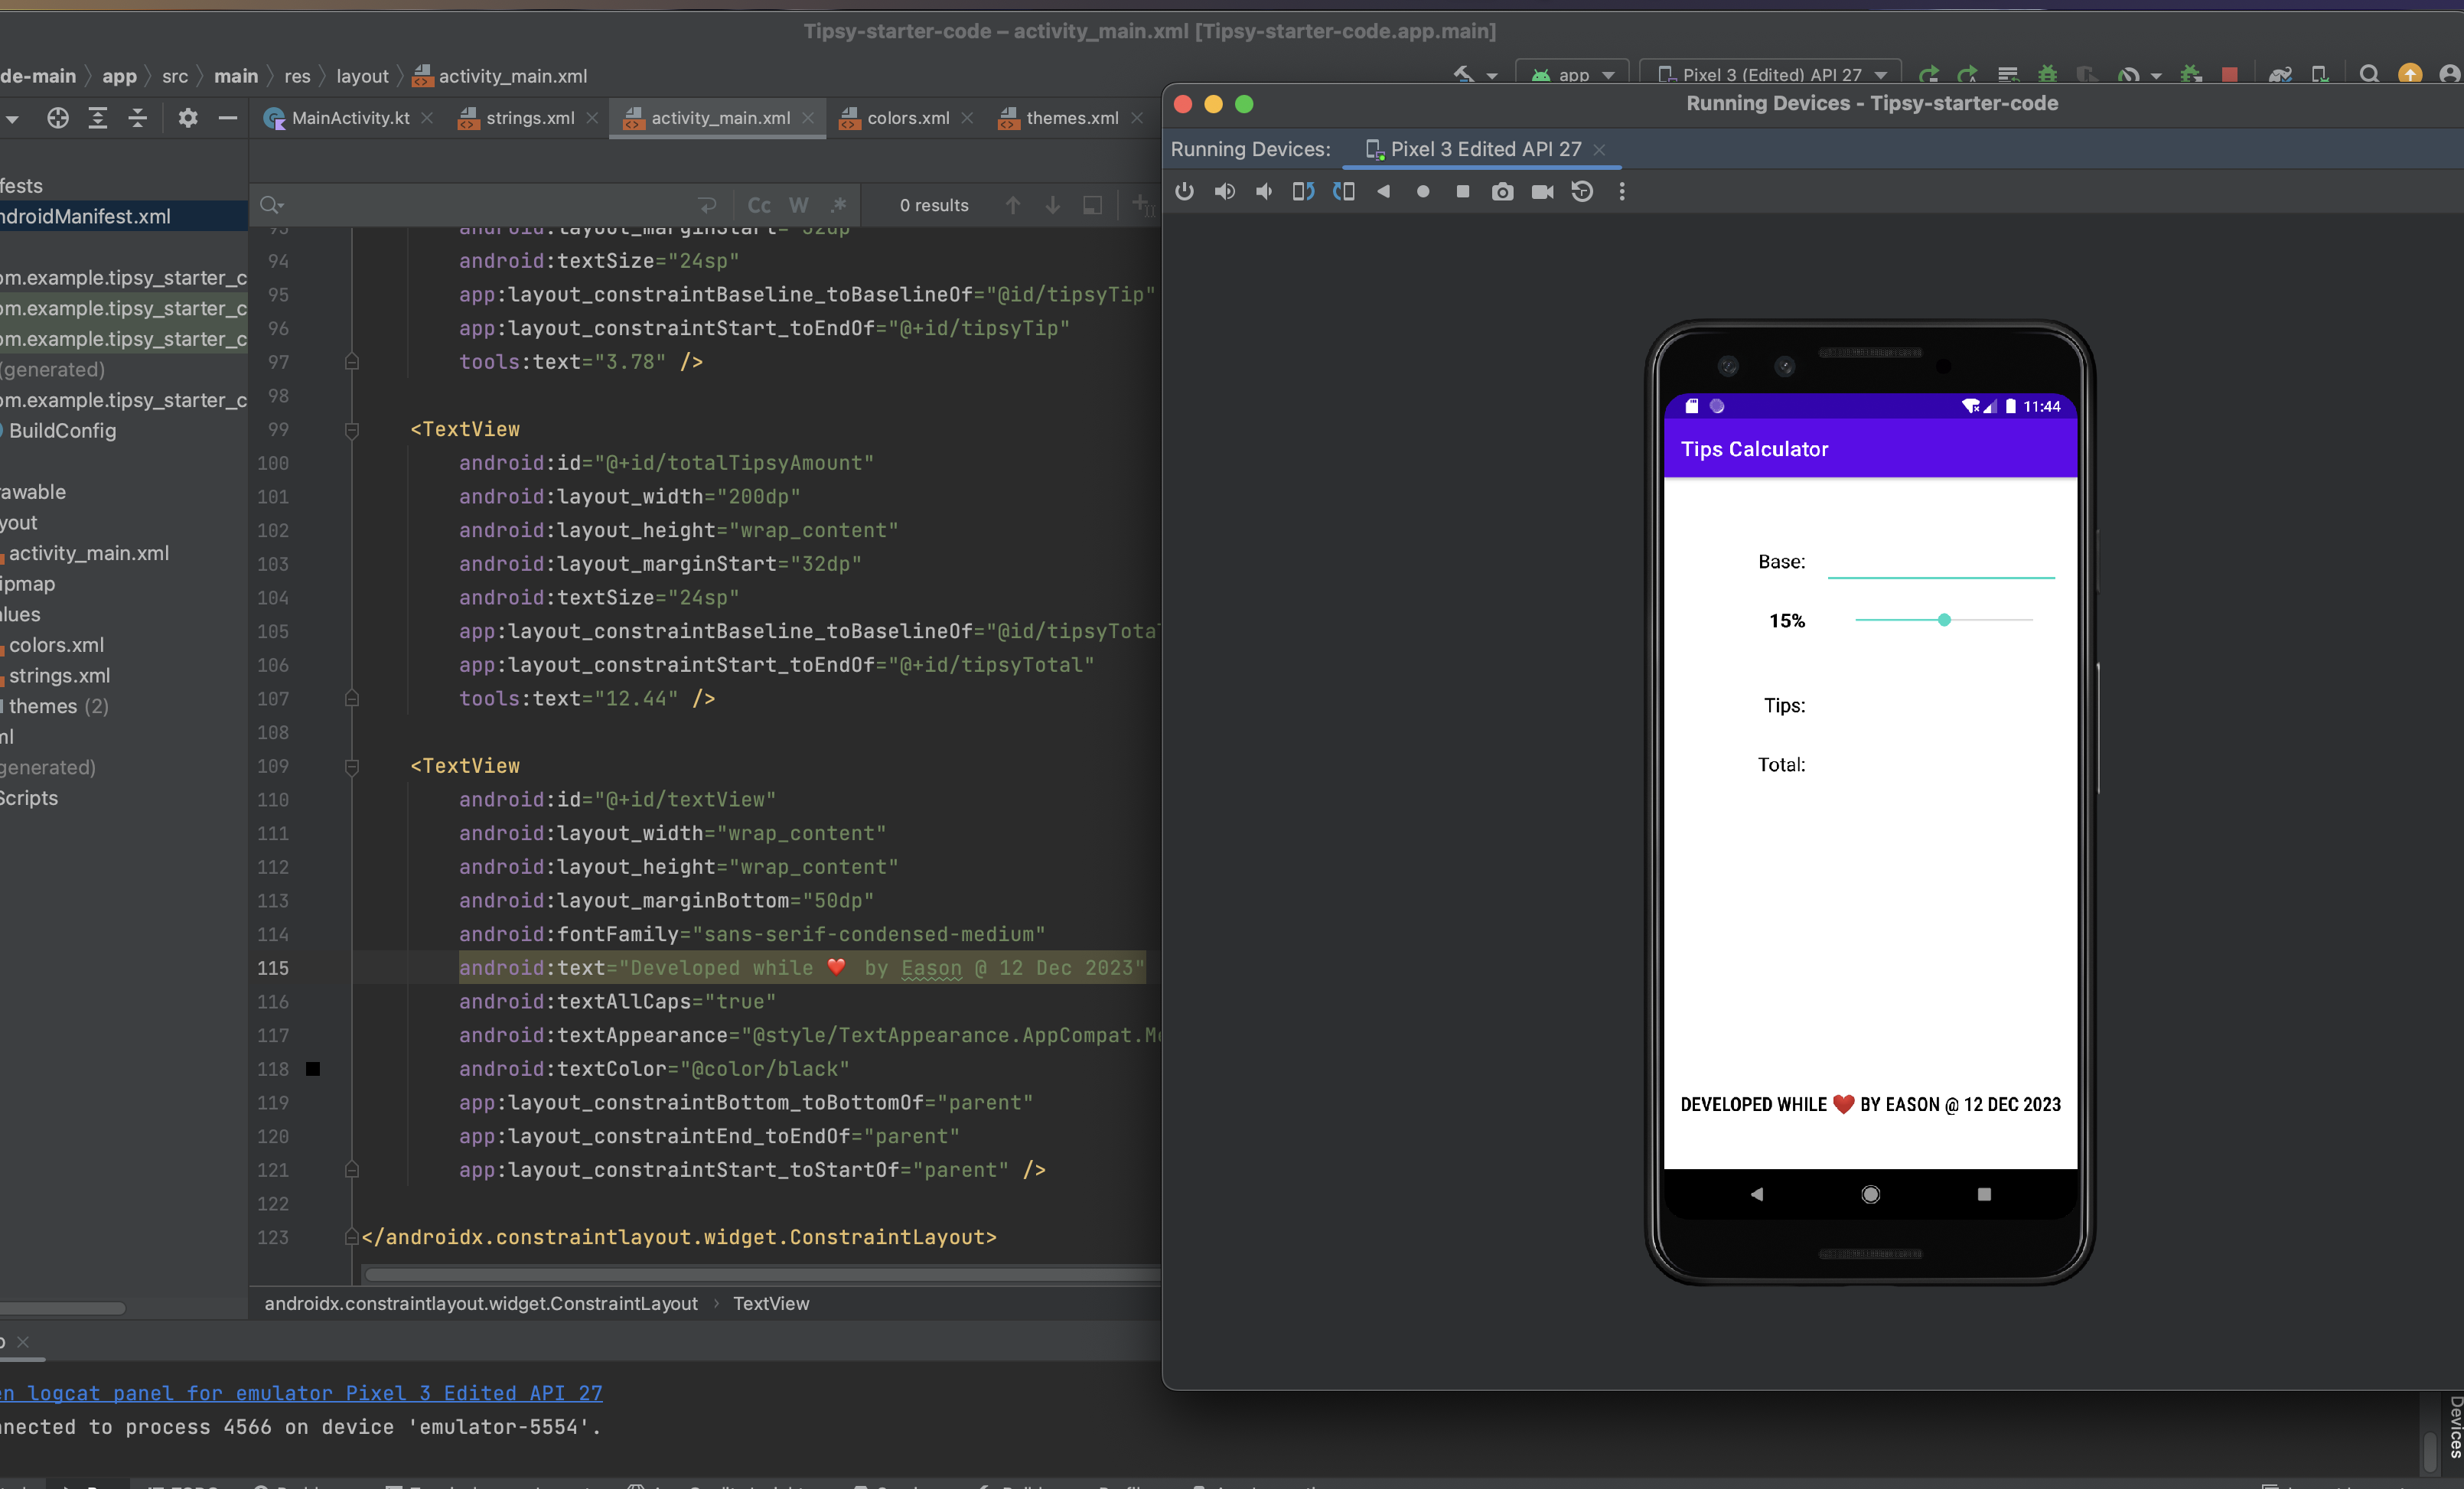 Tipsy-starter-code – activity_main.xml [Tipsy-starter-code.app.main]
de-main app src main res layout activity_main.xml
app Pixel 3 (Edited) API 27
MainActivity.kt strings.xml activity_main.xml colors.xml themes.xml
Cc W .* 0 results
fests
ndroidManifest.xml
om.example.tipsy_starter_c
om.example.tipsy_starter_c
om.example.tipsy_starter_c
(generated)
om.example.tipsy_starter_c
BuildConfig
rawable
yout
activity_main.xml
ipmap
alues
colors.xml
strings.xml
themes (2)
ml
generated)
Scripts
93 android:layout_marginStart="32dp"
94 android:textSize="24sp"
95 app:layout_constraintBaseline_toBaselineOf="@id/tipsyTip"
96 app:layout_constraintStart_toEndOf="@+id/tipsyTip"
97 tools:text="3.78" />
98
99 <TextView
100 android:id="@+id/totalTipsyAmount"
101 android:layout_width="200dp"
102 android:layout_height="wrap_content"
103 android:layout_marginStart="32dp"
104 android:textSize="24sp"
105 app:layout_constraintBaseline_toBaselineOf="@id/tipsyTotal
106 app:layout_constraintStart_toEndOf="@+id/tipsyTotal"
107 tools:text="12.44" />
108
109 <TextView
110 android:id="@+id/textView"
111 android:layout_width="wrap_content"
112 android:layout_height="wrap_content"
113 android:layout_marginBottom="50dp"
114 android:fontFamily="sans-serif-condensed-medium"
115 android:text="Developed while ❤️ by Eason @ 12 Dec 2023"
116 android:textAllCaps="true"
117 android:textAppearance="@style/TextAppearance.AppCompat.Me
118 android:textColor="@color/black"
119 app:layout_constraintBottom_toBottomOf="parent"
120 app:layout_constraintEnd_toEndOf="parent"
121 app:layout_constraintStart_toStartOf="parent" />
122
123 </androidx.constraintlayout.widget.ConstraintLayout>
androidx.constraintlayout.widget.ConstraintLayout › TextView
en logcat panel for emulator Pixel 3 Edited API 27
nnected to process 4566 on device 'emulator-5554'.
Running Devices - Tipsy-starter-code
Running Devices: Pixel 3 Edited API 27
11:44
Tips Calculator
Base:
15%
Tips:
Total:
DEVELOPED WHILE ❤️ BY EASON @ 12 DEC 2023
Devices